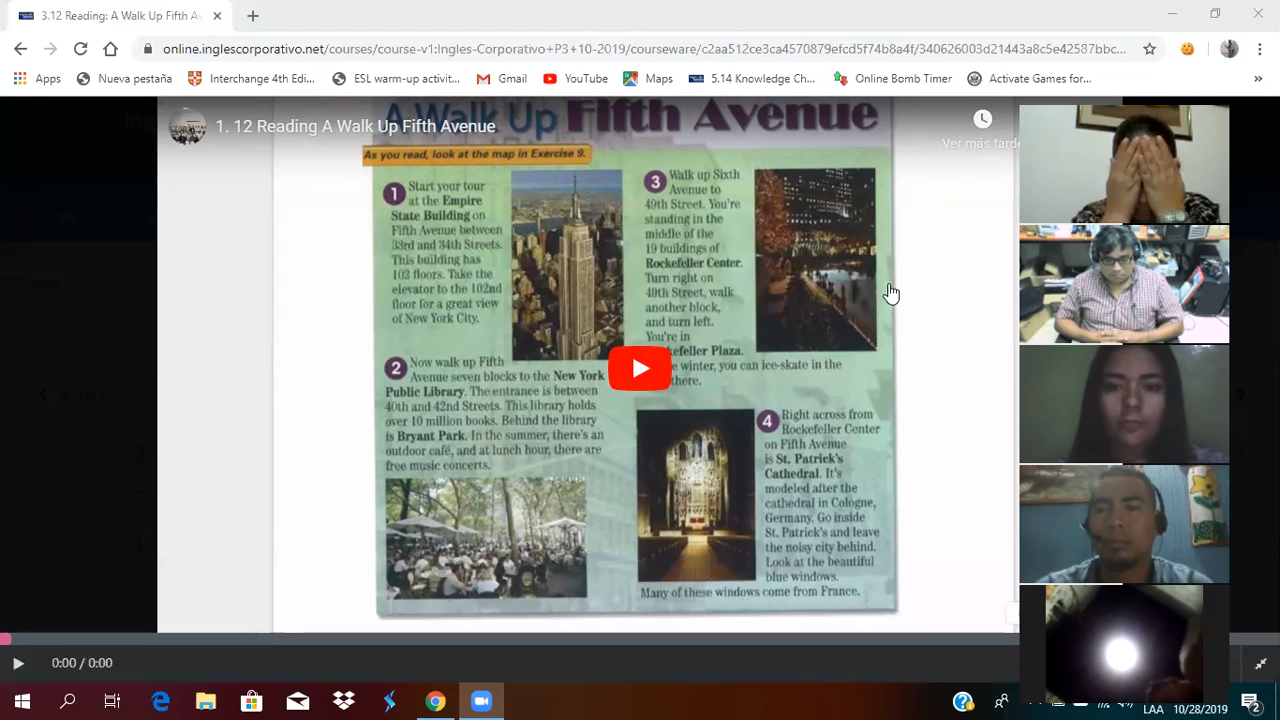 3.12 Reading: A Walk Up Fifth Av
online.inglescorporativo.net/courses/course-v1:Ingles-Corporativo+P3+10-2019/courseware/c2aa512ce3ca4570879efcd5f74b8a4f/340626003d21443a8c5e42587bbc...
Apps
Nueva pestaña
Interchange 4th Edi...
ESL warm-up activit...
Gmail
YouTube
Maps
5.14 Knowledge Ch...
Online Bomb Timer
Activate Games for...
»
A Walk Up Fifth Avenue
1. 12 Reading A Walk Up Fifth Avenue
Ver más tarde
As you read, look at the map in Exercise 9.
1 Start your tour
at the Empire
State Building on
Fifth Avenue between
33rd and 34th Streets.
This building has
102 floors. Take the
elevator to the 102nd
floor for a great view
of New York City.
2 Now walk up Fifth
Avenue seven blocks to the New York
Public Library. The entrance is between
40th and 42nd Streets. This library holds
over 10 million books. Behind the library
is Bryant Park. In the summer, there's an
outdoor café, and at lunch hour, there are
free music concerts.
3 Walk up Sixth
Avenue to
49th Street. You're
standing in the
middle of the
19 buildings of
Rockefeller Center.
Turn right on
49th Street, walk
another block,
and turn left.
You're in
kefeller Plaza.
e winter, you can ice-skate in the
there.
4 Right across from
Rockefeller Center
on Fifth Avenue
is St. Patrick's
Cathedral. It's
modeled after the
cathedral in Cologne,
Germany. Go inside
St. Patrick's and leave
the noisy city behind.
Look at the beautiful
blue windows.
Many of these windows come from France.
0:00 / 0:00
LAA
10/28/2019
2